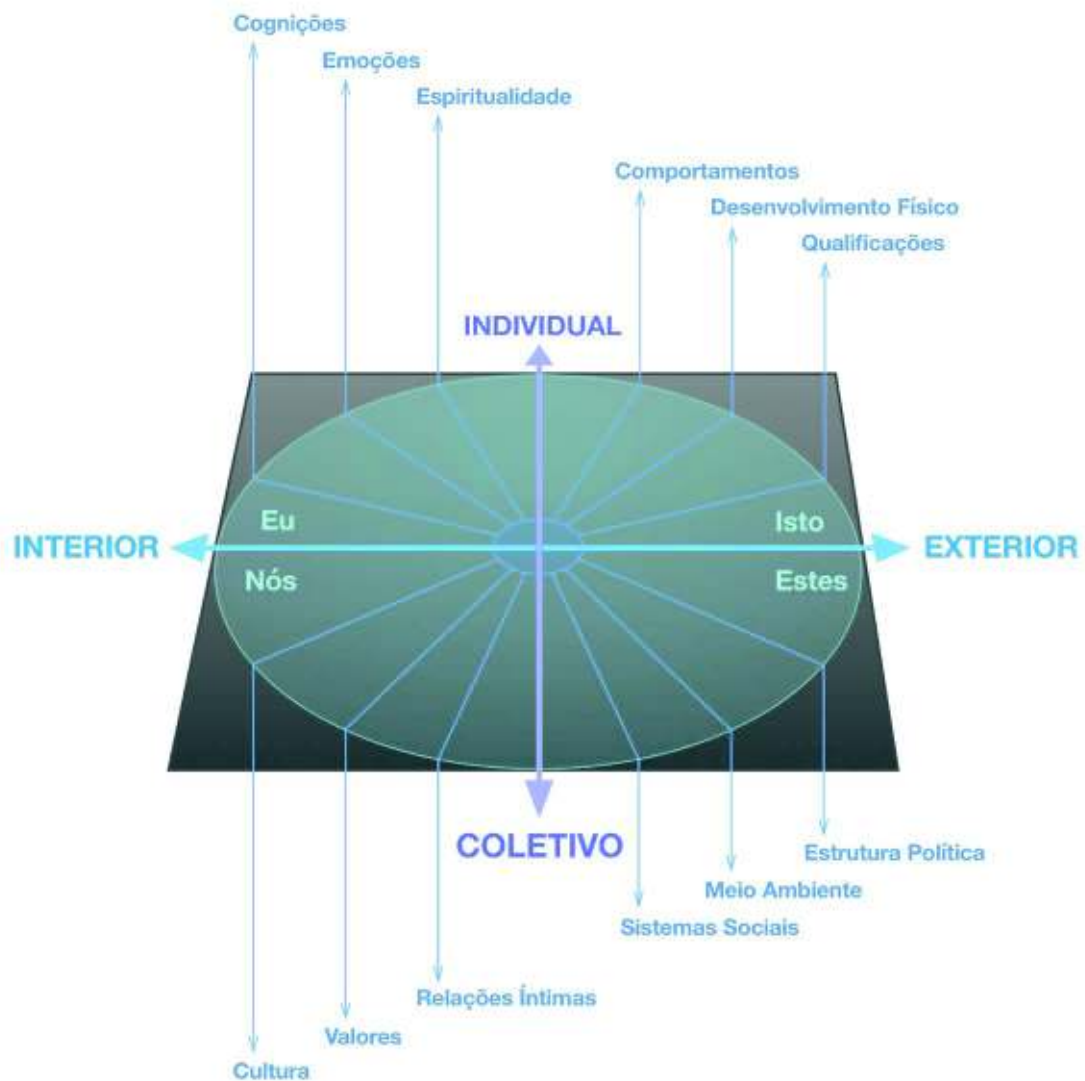 Cognições
Emoções
Espiritualidade
Comportamentos
Desenvolvimento Físico
Qualificações
INDIVIDUAL
Eu
Isto
INTERIOR
EXTERIOR
Nós
Estes
COLETIVO
Estrutura Política
Meio Ambiente
Sistemas Sociais
Relações Íntimas
Valores
Cultura